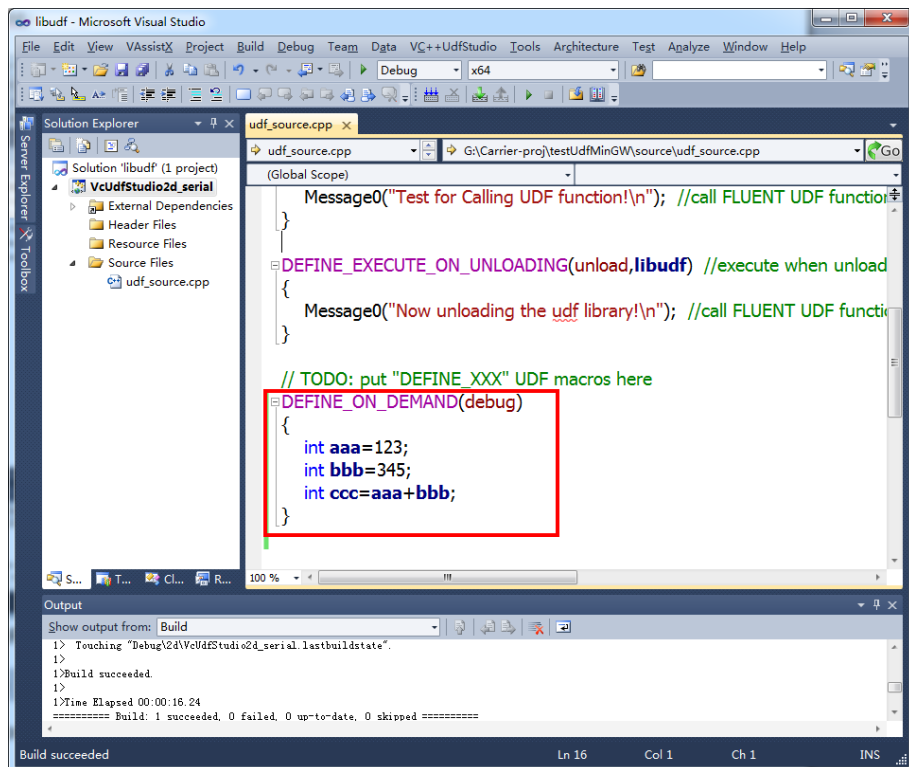 libudf - Microsoft Visual Studio
File Edit View VAssistX Project Build Debug Team Data VC++UdfStudio Tools Architecture Test Analyze Window Help
Debug x64
Solution Explorer
udf_source.cpp
Server Explorer
Toolbox
udf_source.cpp
G:\Carrier-proj\testUdfMinGW\source\udf_source.cpp
Go
(Global Scope)
Solution 'libudf' (1 project)
VcUdfStudio2d_serial
External Dependencies
Header Files
Resource Files
Source Files
udf_source.cpp
Message0("Test for Calling UDF function!\n"); //call FLUENT UDF function
}
DEFINE_EXECUTE_ON_UNLOADING(unload,libudf) //execute when unload
{
Message0("Now unloading the udf library!\n"); //call FLUENT UDF functio
}
// TODO: put "DEFINE_XXX" UDF macros here
DEFINE_ON_DEMAND(debug)
{
int aaa=123;
int bbb=345;
int ccc=aaa+bbb;
}
S... T... Cl... R...
100 %
Output
Show output from: Build
1> Touching "Debug\2d\VcUdfStudio2d_serial.lastbuildstate".
1>
1>Build succeeded.
1>
1>Time Elapsed 00:00:16.24
========== Build: 1 succeeded, 0 failed, 0 up-to-date, 0 skipped ==========
Build succeeded Ln 16 Col 1 Ch 1 INS